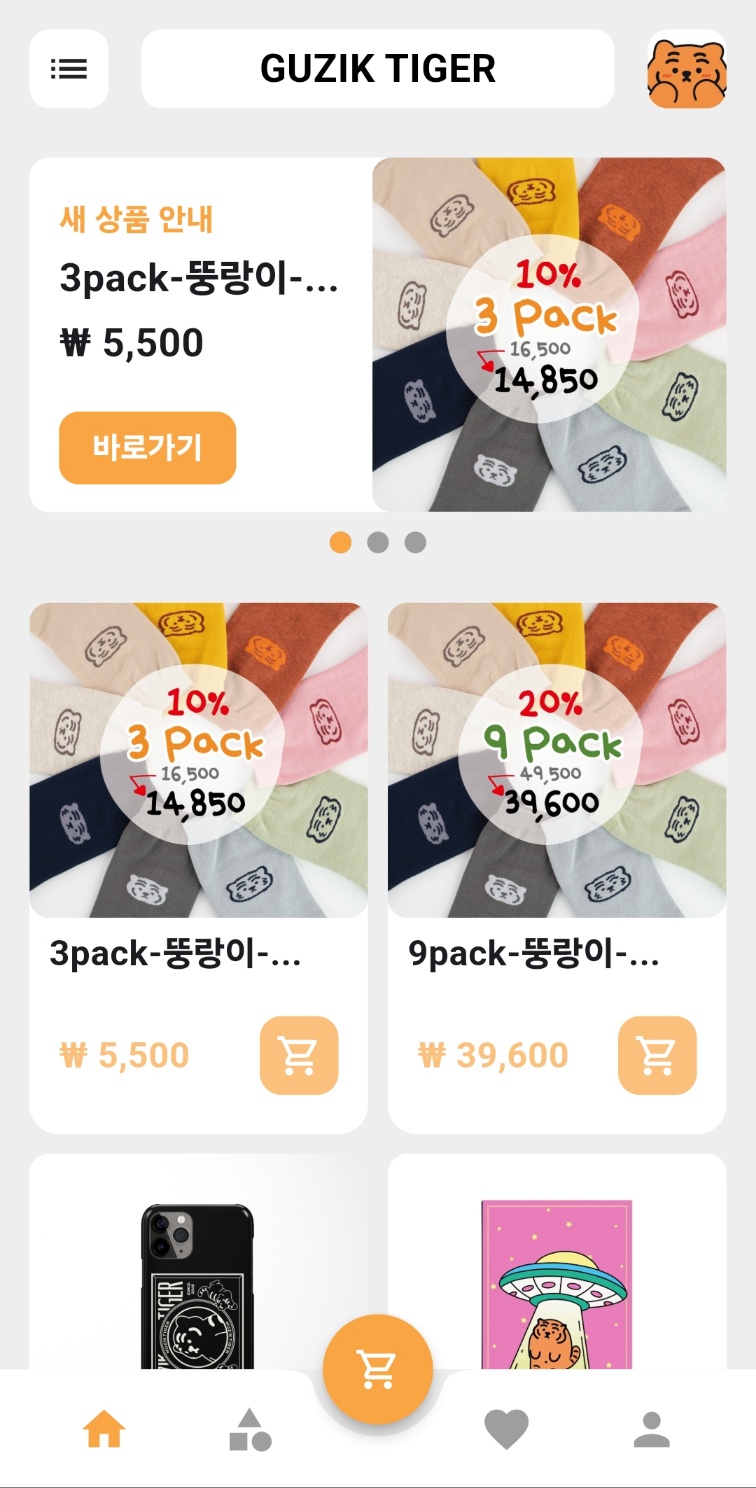 GUZIK TIGER
새 상품 안내
3pack-뚱랑이-...
₩ 5,500
바로가기
10%
3 Pack
16,500
14,850
10%
3 Pack
16,500
14,850
20%
9 Pack
49,500
39,600
3pack-뚱랑이-...
9pack-뚱랑이-...
₩ 5,500
₩ 39,600
TIGER